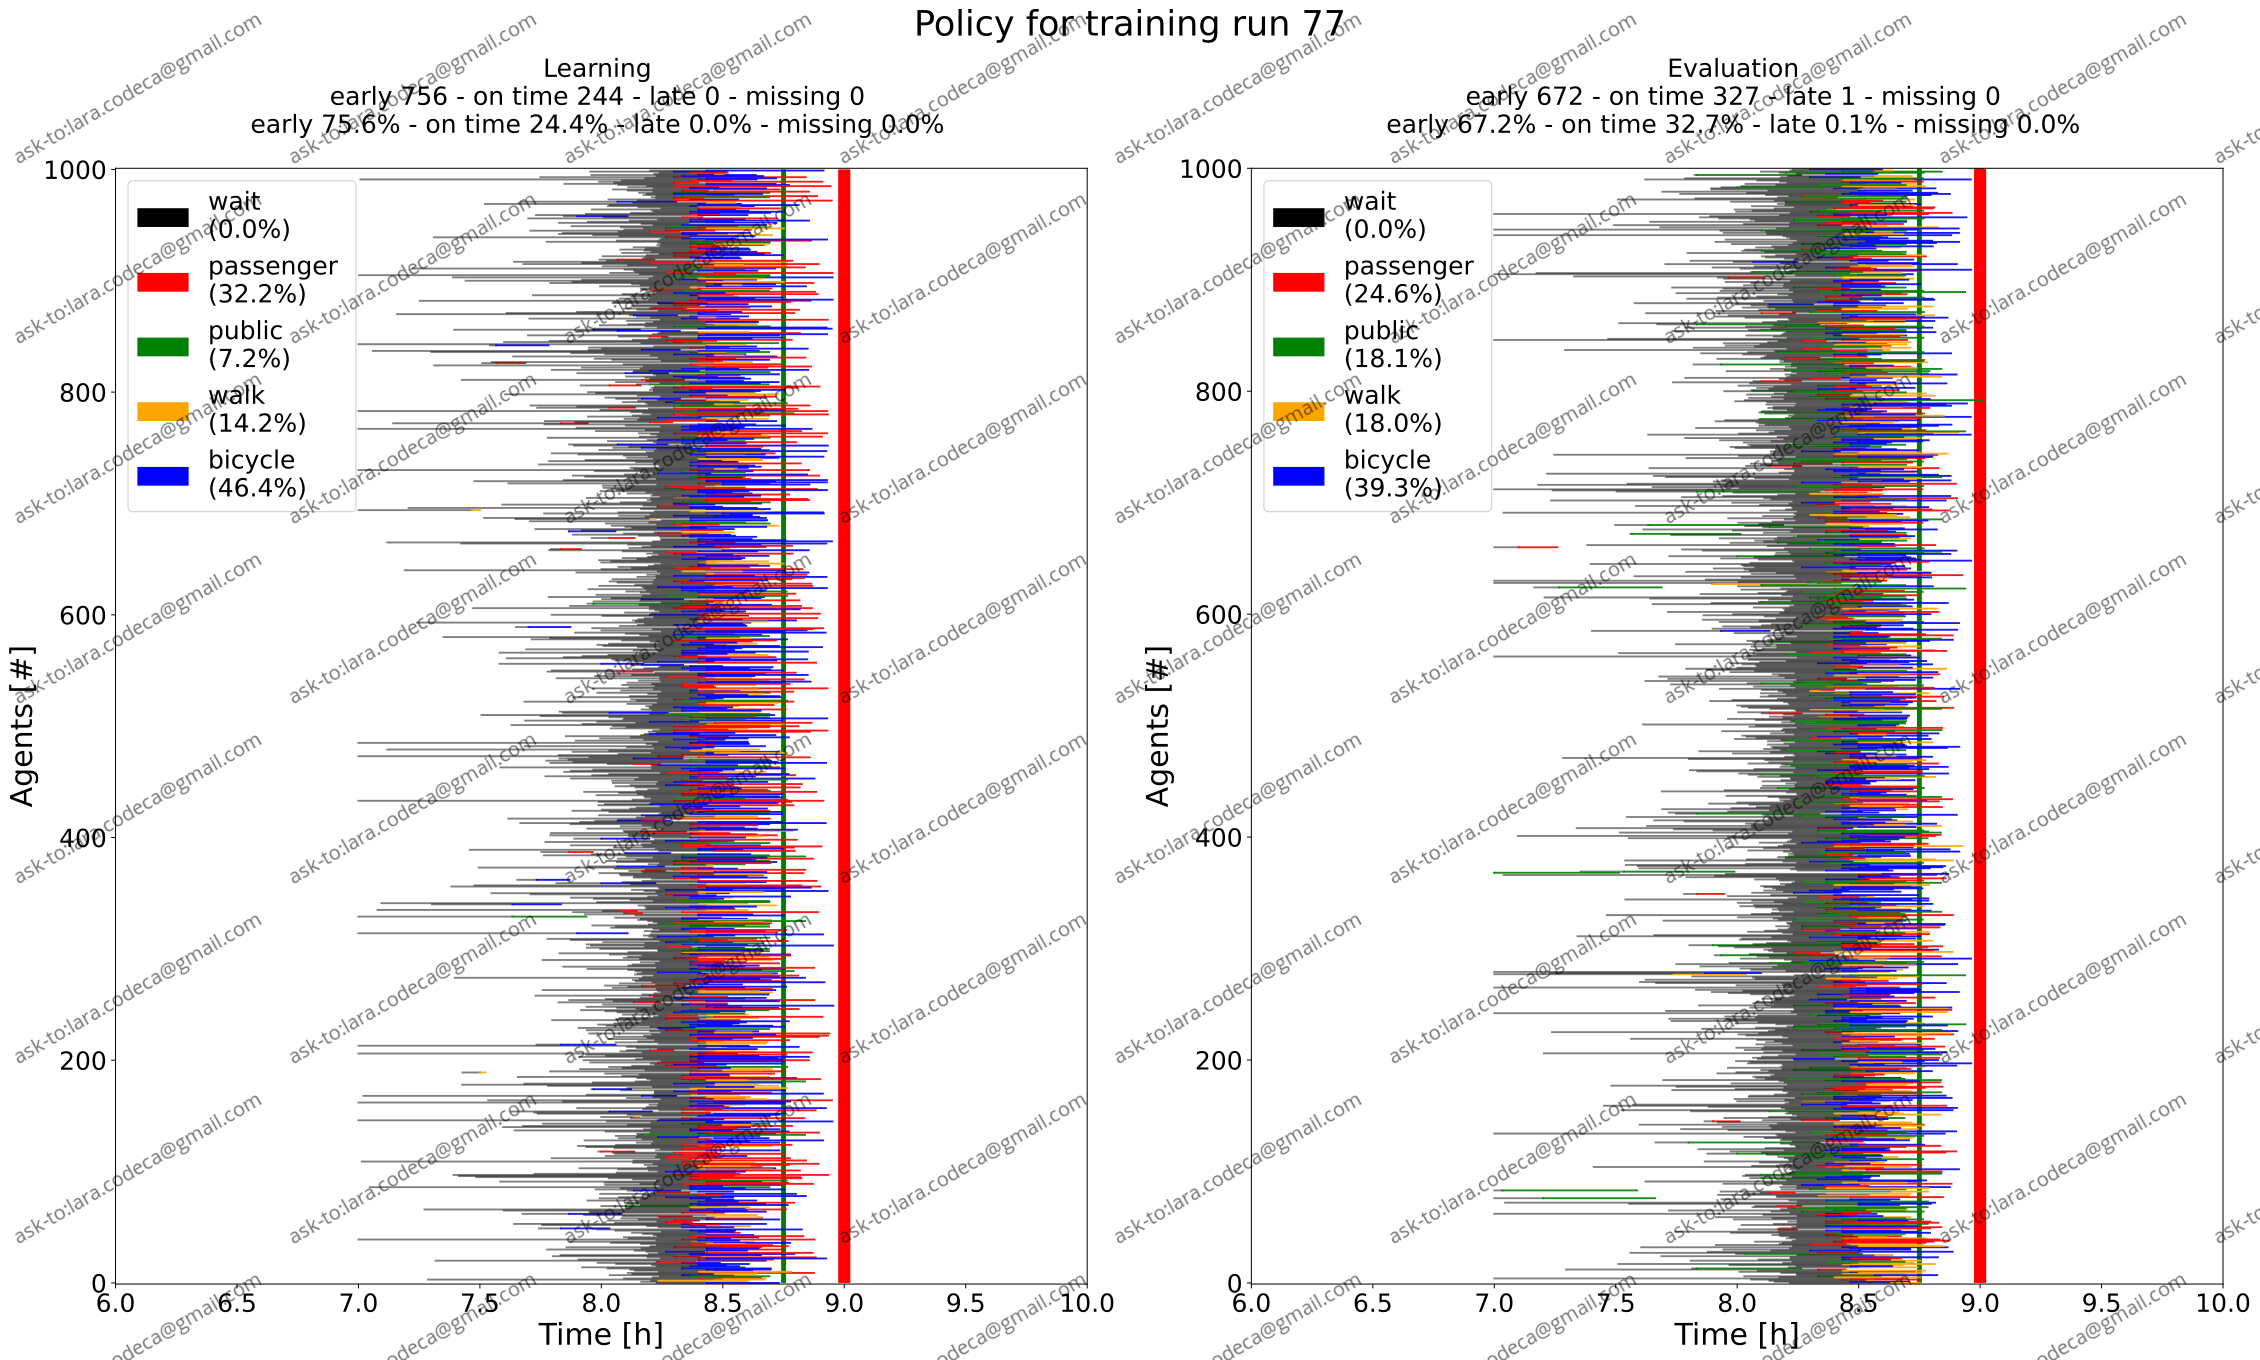 Policy for training run 77
Learning
early 756 - on time 244 - late 0 - missing 0
early 75.6% - on time 24.4% - late 0.0% - missing 0.0%
1000
800
600
400
200
0
Agents [#]
wait
(0.0%)
passenger
(32.2%)
public
(7.2%)
walk
(14.2%)
bicycle
(46.4%)
6.0 6.5 7.0 7.5 8.0 8.5 9.0 9.5 10.0
Time [h]
Evaluation
early 672 - on time 327 - late 1 - missing 0
early 67.2% - on time 32.7% - late 0.1% - missing 0.0%
1000
800
600
400
200
0
Agents [#]
wait
(0.0%)
passenger
(24.6%)
public
(18.1%)
walk
(18.0%)
bicycle
(39.3%)
6.0 6.5 7.0 7.5 8.0 8.5 9.0 9.5 10.0
Time [h]
ask-to:lara.codeca@gmail.com